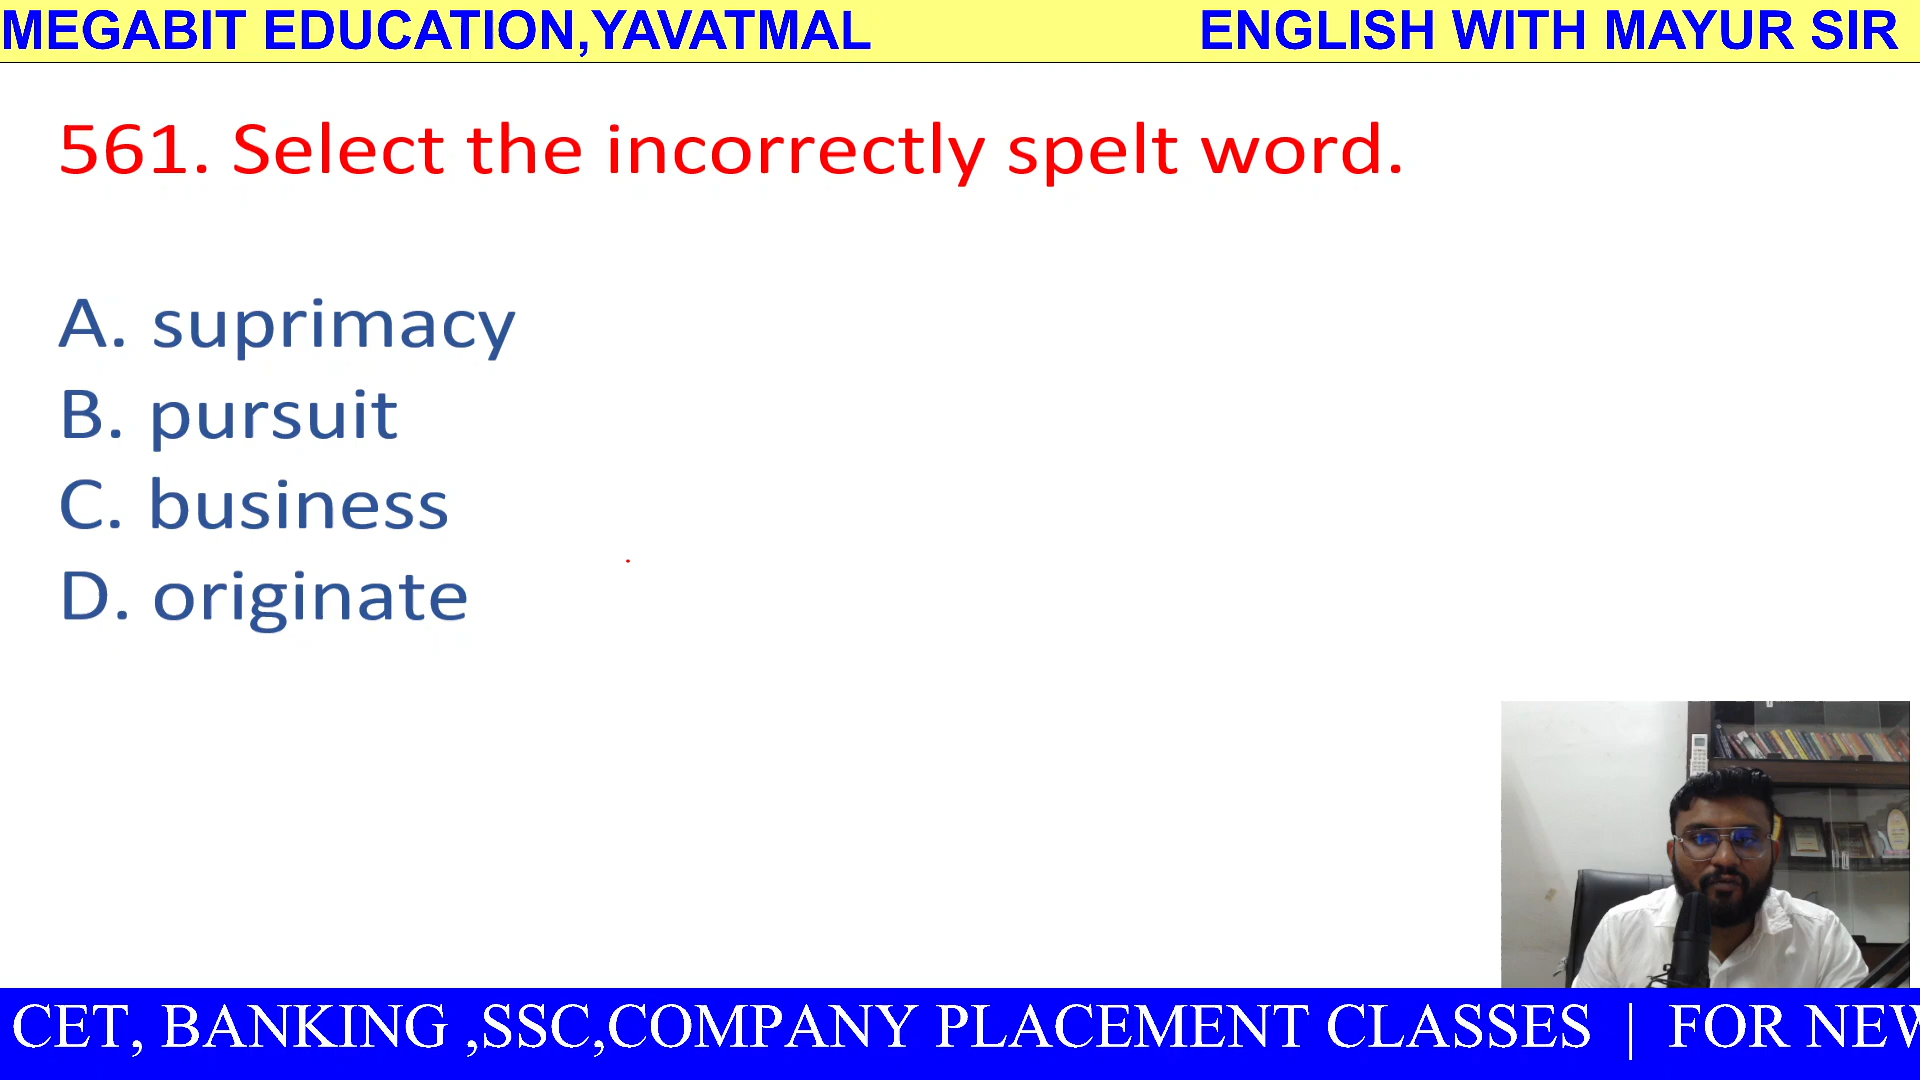 MEGABIT EDUCATION,YAVATMAL
ENGLISH WITH MAYUR SIR
561. Select the incorrectly spelt word.
A. suprimacy
B. pursuit
C. business
D. originate
CET, BANKING ,SSC,COMPANY PLACEMENT CLASSES | FOR NEW